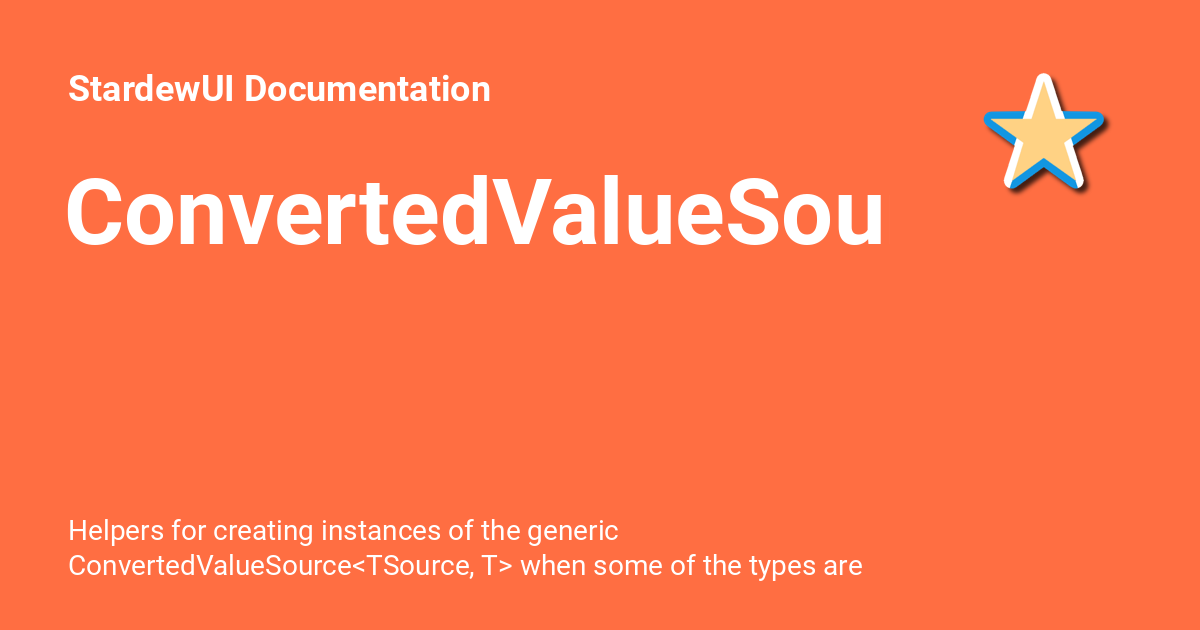 StardewUI Documentation
ConvertedValueSou
Helpers for creating instances of the generic
ConvertedValueSource<TSource, T> when some of the types are